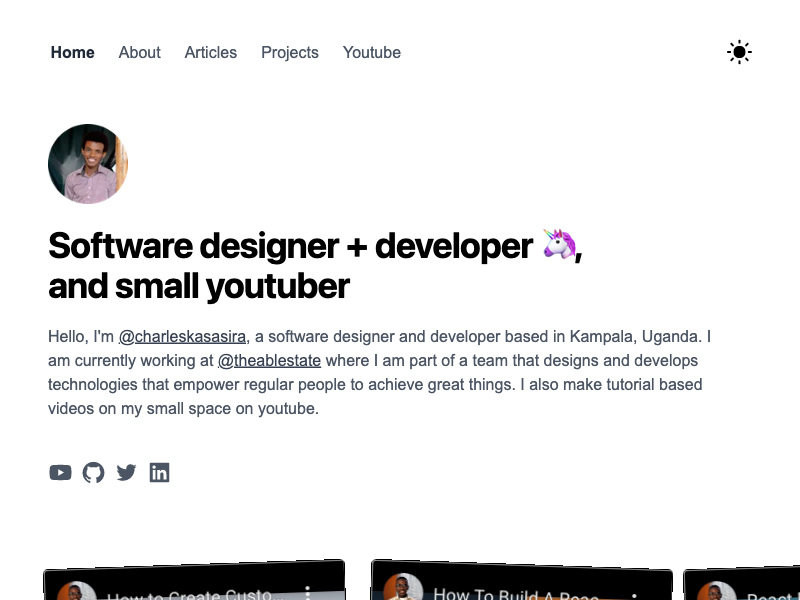 Home About Articles Projects Youtube
Software designer + developer 🦄,
and small youtuber
Hello, I'm @charleskasasira, a software designer and developer based in Kampala, Uganda. I
am currently working at @theablestate where I am part of a team that designs and develops
technologies that empower regular people to achieve great things. I also make tutorial based
videos on my small space on youtube.
How to Create Custo... How To Build A Reac... React